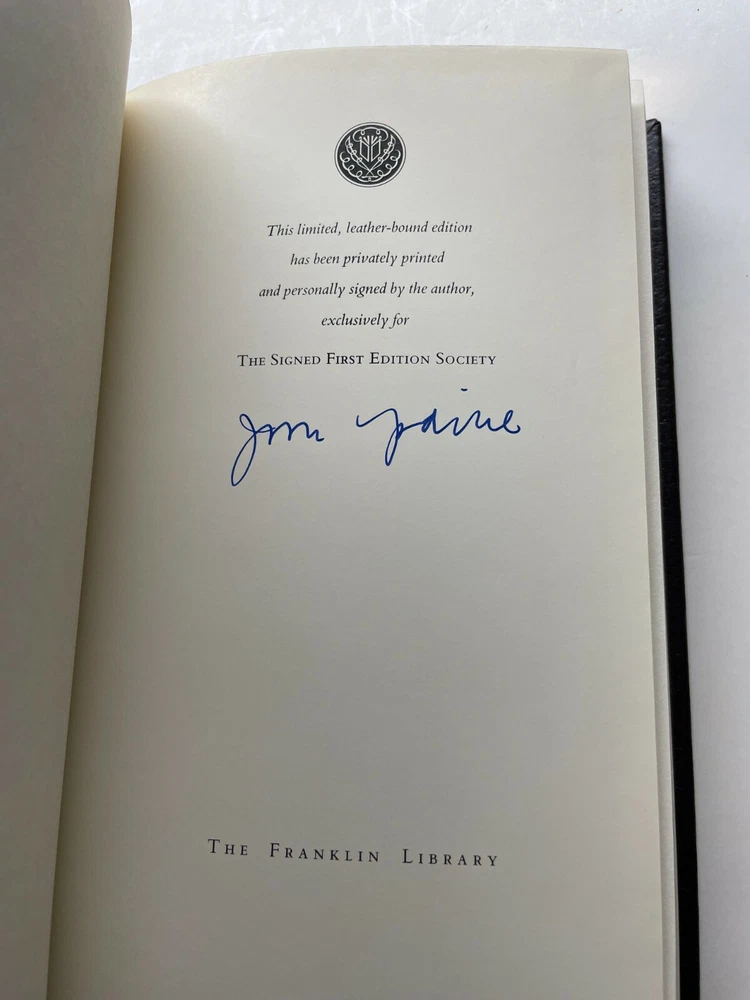 This limited, leather-bound edition
has been privately printed
and personally signed by the author,
exclusively for
THE SIGNED FIRST EDITION SOCIETY
THE FRANKLIN LIBRARY